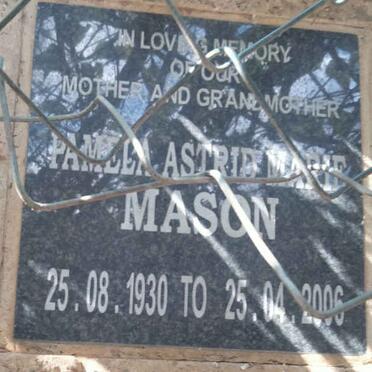 IN LOVING MEMORY
OF OUR
MOTHER AND GRANDMOTHER
PAMELA ASTRID MARIE
MASON
25.08.1930 TO 25.04.2006